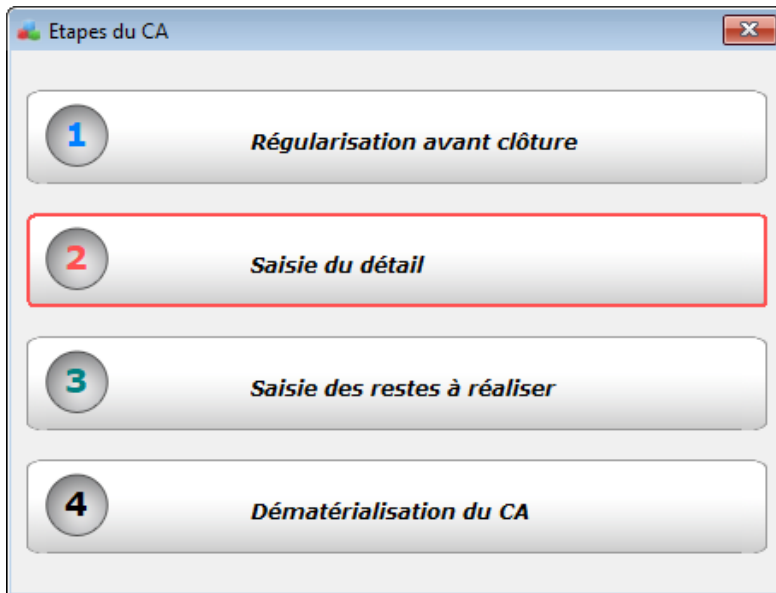 Etapes du CA
1
Régularisation avant clôture
2
Saisie du détail
3
Saisie des restes à réaliser
4
Dématérialisation du CA